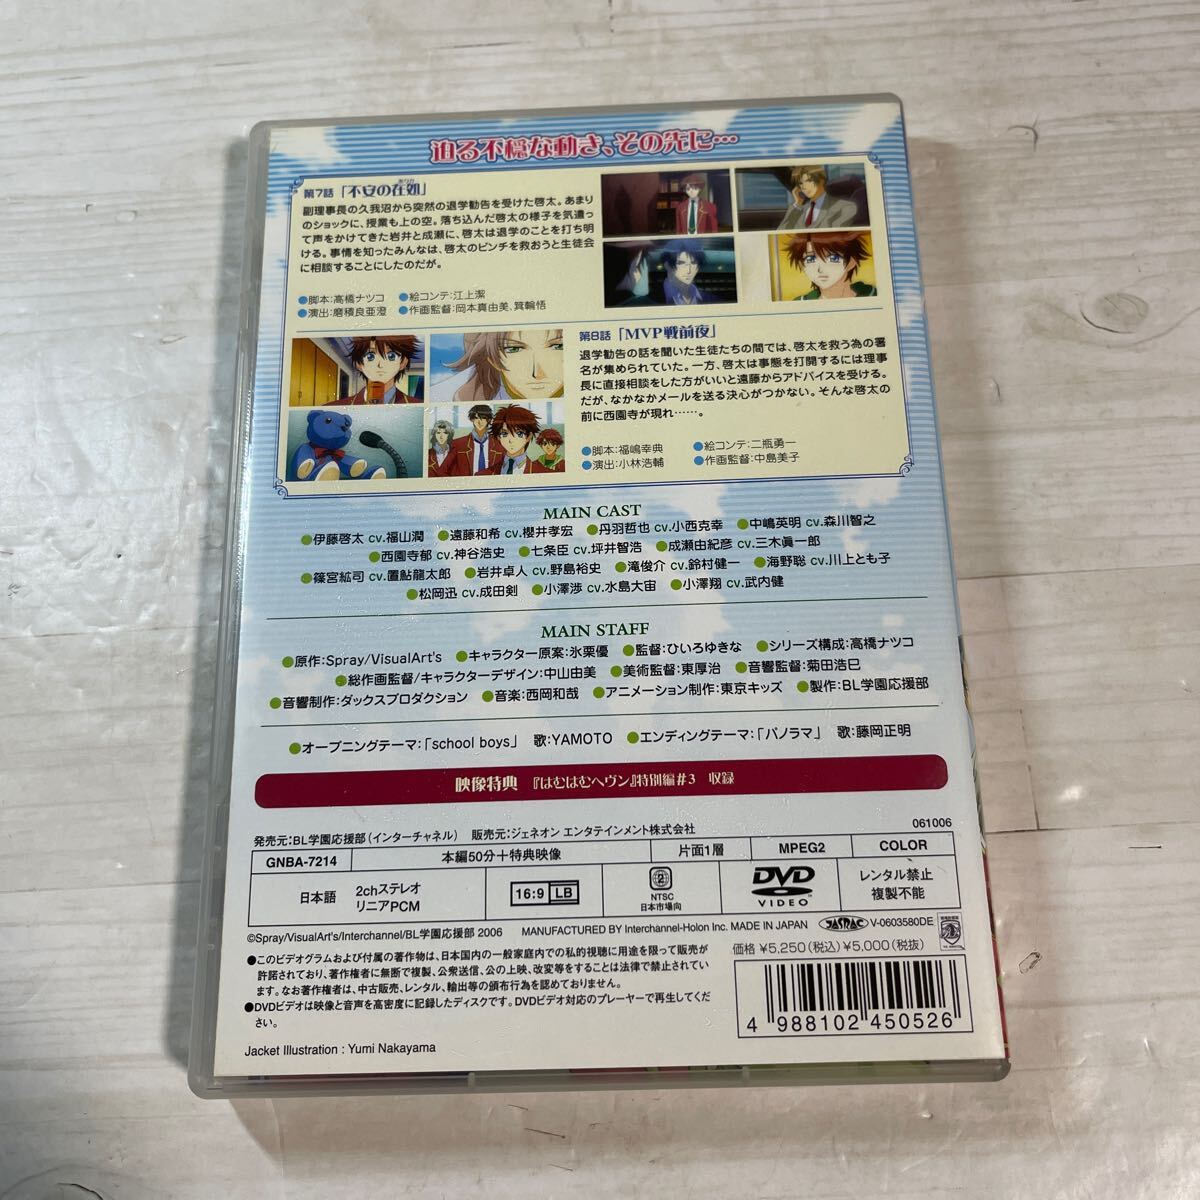 迫る不穏な動き、その先に…
第7話「不安の在処」
ありか
副理事長の久我沼から突然の退学勧告を受けた啓太。あまり
のショックに、授業も上の空。落ち込んだ啓太の様子を気遣っ
て声をかけてきた岩井と成瀬に、啓太は退学のことを打ち明
ける。事情を知ったみんなは、啓太のピンチを救おうと生徒会
に相談することにしたのだが。
●脚本:高橋ナツコ ●絵コンテ:江上潔
●演出:磨積良亜澄 ●作画監督:岡本真由美、箕輪悟
第8話「MVP戦前夜」
退学勧告の話を聞いた生徒たちの間では、啓太を救う為の署
名が集められていた。一方、啓太は事態を打開するには理事
長に直接相談をした方がいいと遠藤からアドバイスを受ける。
だが、なかなかメールを送る決心がつかない。そんな啓太の
前に西園寺が現れ……。
●脚本:福嶋幸典 ●絵コンテ:二瓶勇一
●演出:小林浩輔 ●作画監督:中島美子
MAIN CAST
●伊藤啓太 cv.福山潤 ●遠藤和希 cv.櫻井孝宏 ●丹羽哲也 cv.小西克幸 ●中嶋英明 cv.森川智之
●西園寺郁 cv.神谷浩史 ●七条臣 cv.坪井智浩 ●成瀬由紀彦 cv.三木眞一郎
●篠宮紘司 cv.置鮎龍太郎 ●岩井卓人 cv.野島裕史 ●滝俊介 cv.鈴村健一 ●海野聡 cv.川上とも子
●松岡迅 cv.成田剣 ●小澤渉 cv.水島大宙 ●小澤翔 cv.武内健
MAIN STAFF
●原作:Spray/VisualArt's ●キャラクター原案:氷栗優 ●監督:ひいろゆきな ●シリーズ構成:高橋ナツコ
●総作画監督/キャラクターデザイン:中山由美 ●美術監督:東厚治 ●音響監督:菊田浩巳
●音響制作:ダックスプロダクション ●音楽:西岡和哉 ●アニメーション制作:東京キッズ ●製作:BL学園応援部
●オープニングテーマ:「school boys」 歌:YAMOTO ●エンディングテーマ:「パノラマ」 歌:藤岡正明
映像特典 『はむはむヘヴン』特別編#3 収録
発売元:BL学園応援部(インターチャネル) 販売元:ジェネオン エンタテインメント株式会社
061006
GNBA-7214 本編50分+特典映像 片面1層 MPEG2 COLOR
日本語 2chステレオ
リニアPCM
16:9 LB
2
NTSC
日本市場向
DVD
VIDEO
レンタル禁止
複製不能
©Spray/VisualArt's/Interchannel/BL学園応援部 2006 MANUFACTURED BY Interchannel-Holon Inc. MADE IN JAPAN JASRAC V-0603580DE
●このビデオグラムおよび付属の著作物は、日本国内の一般家庭内での私的視聴に用途を限って販売が
許諾されており、著作権者に無断で複製、公衆送信、公の上映、改変等をすることは法律で禁止されてい
ます。なお著作権者は、中古販売、レンタル、輸出等の頒布行為を認めておりません。
●DVDビデオは映像と音声を高密度に記録したディスクです。DVDビデオ対応のプレーヤーで再生してくだ
さい。
価格 ¥5,250(税込)¥5,000(税抜)
4 988102 450526
Jacket Illustration : Yumi Nakayama